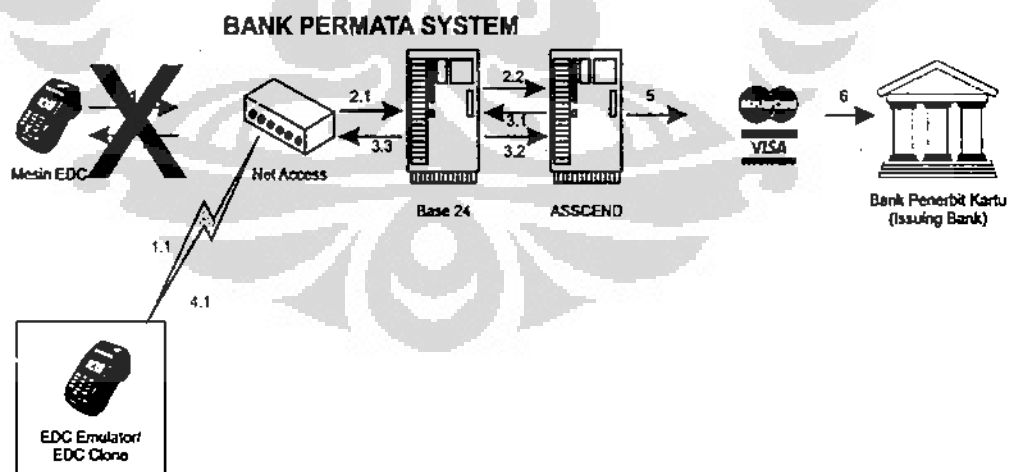 BANK PERMATA SYSTEM
2.1
2.2
3.1
3.2
3.3
5
6
VISA
Mesin EDC
Net Access
Base 24
ASSCEND
Bank Penerbit Kartu
(Issuing Bank)
1.1
4.1
EDC Emulator/
EDC Clone